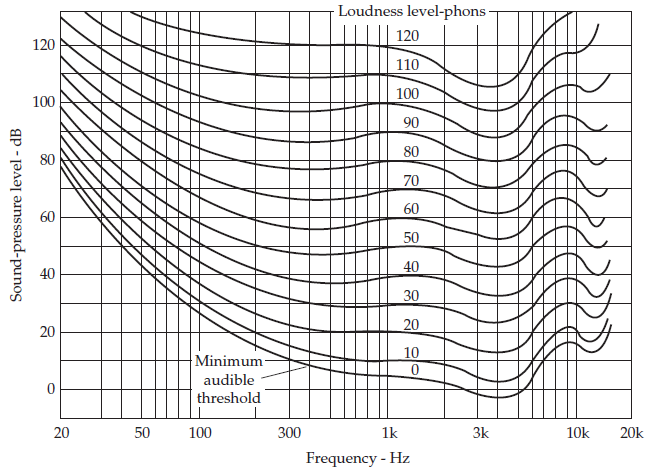 Loudness level-phons
120
110
100
90
80
70
60
50
40
30
20
10
0
Minimum
audible
threshold
Sound-pressure level - dB
120
100
80
60
40
20
0
20 50 100 300 1k 3k 10k 20k
Frequency - Hz